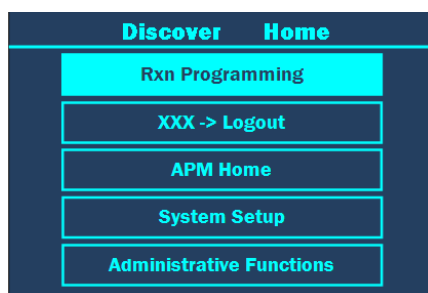 Discover Home
Rxn Programming
XXX -> Logout
APM Home
System Setup
Administrative Functions